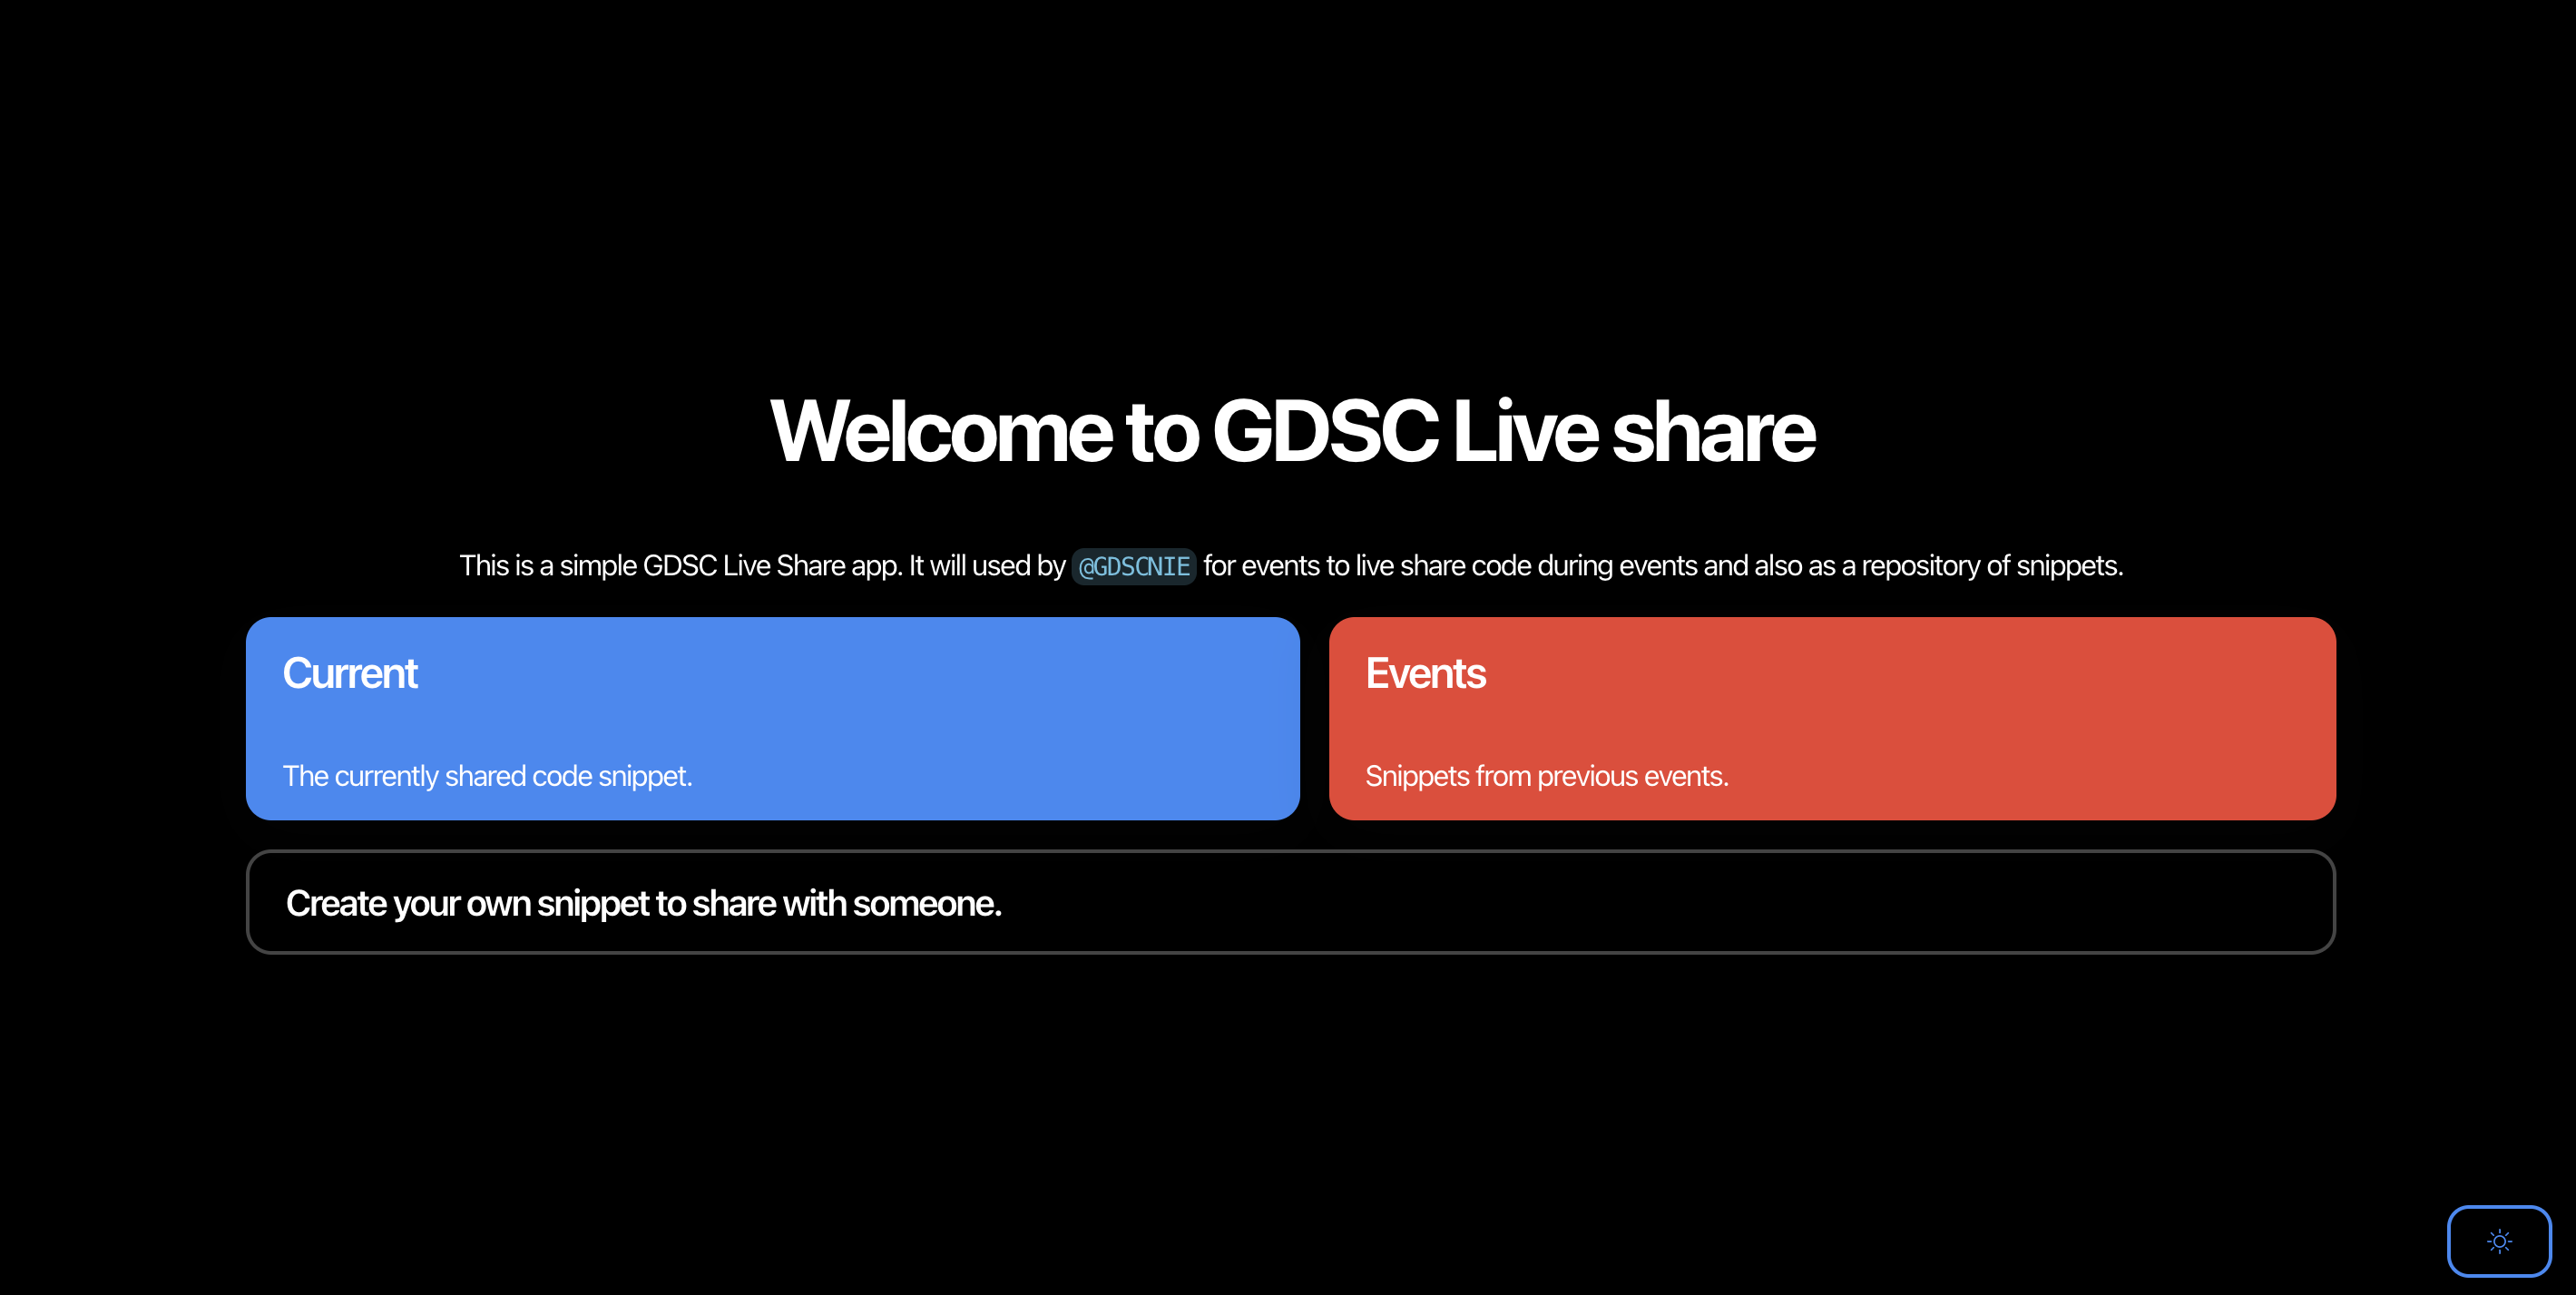 Welcome to GDSC Live share
This is a simple GDSC Live Share app. It will used by @GDSCNIE for events to live share code during events and also as a repository of snippets.
Current
The currently shared code snippet.
Events
Snippets from previous events.
Create your own snippet to share with someone.